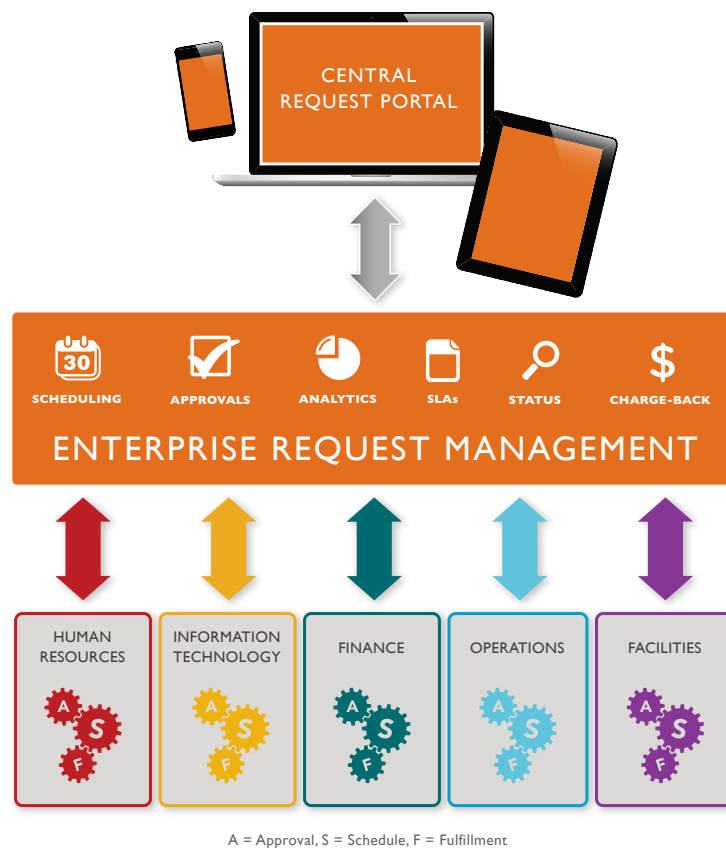 CENTRAL
REQUEST PORTAL
30
SCHEDULING
APPROVALS
ANALYTICS
SLAs
STATUS
$
CHARGE-BACK
ENTERPRISE REQUEST MANAGEMENT
HUMAN
RESOURCES
A
S
F
INFORMATION
TECHNOLOGY
A
S
F
FINANCE
A
S
F
OPERATIONS
A
S
F
FACILITIES
A
S
F
A = Approval, S = Schedule, F = Fulfillment